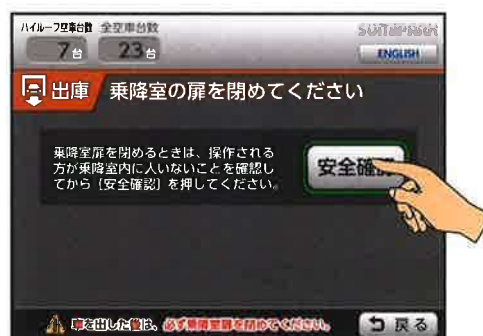 ハイルーフ空車台数 全空車台数
7台 23台
ENGLISH
出庫 乗降室の扉を閉めてください
乗降室扉を閉めるときは、操作される
方が乗降室内に人いないことを確認し
てから［安全確認］を押してください。
安全確
車を出した後は、必ず乗降室扉を閉めてください。
戻る